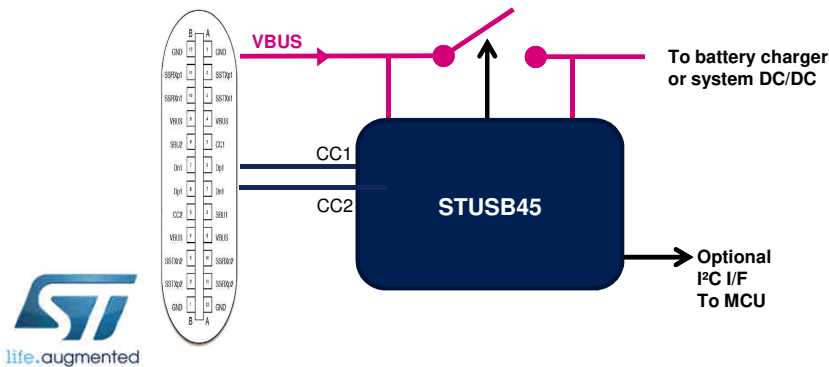 B A
GND GND
SSRXp1 SSTXp1
SSRXn1 SSTXn1
VBUS VBUS
SBU2 CC1
Dn1 Dp1
Dp1 Dn1
CC2 SBU1
VBUS VBUS
SSTXn2 SSRXn2
SSTXp2 SSRXp2
GND GND
B A
VBUS
To battery charger
or system DC/DC
CC1
CC2
STUSB45
Optional
I²C I/F
To MCU
ST
life.augmented